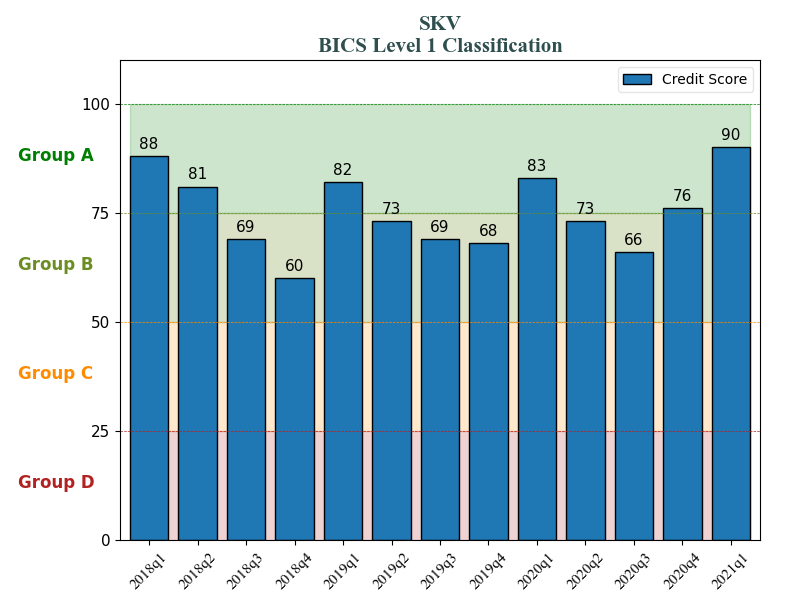 SKV
BICS Level 1 Classification
Credit Score
100
75
50
25
0
Group A
Group B
Group C
Group D
88
81
69
60
82
73
69
68
83
73
66
76
90
2018q1
2018q2
2018q3
2018q4
2019q1
2019q2
2019q3
2019q4
2020q1
2020q2
2020q3
2020q4
2021q1